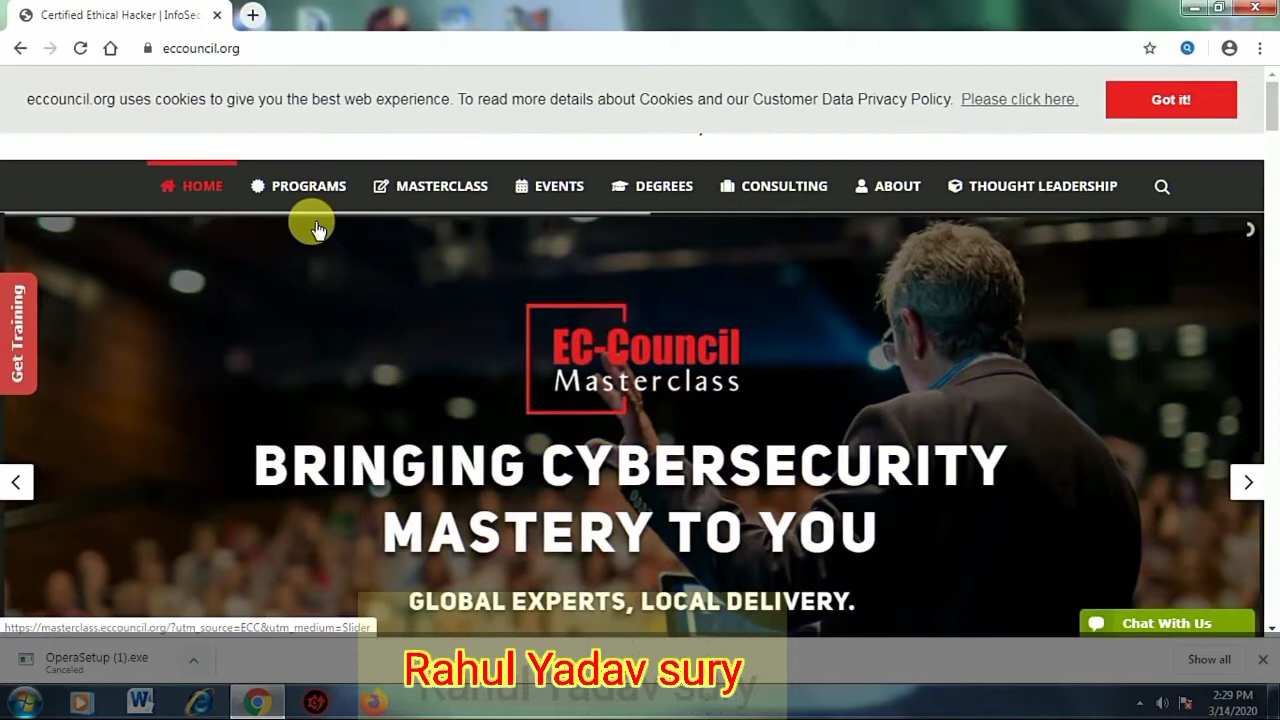 Certified Ethical Hacker | InfoSec
eccouncil.org
eccouncil.org uses cookies to give you the best web experience. To read more details about Cookies and our Customer Data Privacy Policy. Please click here.
Got it!
HOME PROGRAMS MASTERCLASS EVENTS DEGREES CONSULTING ABOUT THOUGHT LEADERSHIP
Get Training
EC-Council
Masterclass
BRINGING CYBERSECURITY
MASTERY TO YOU
GLOBAL EXPERTS, LOCAL DELIVERY.
https://masterclass.eccouncil.org/?utm_source=ECC&utm_medium=Slider
Chat With Us
OperaSetup (1).exe
Canceled
Show all
Rahul Yadav sury
2:29 PM
3/14/2020